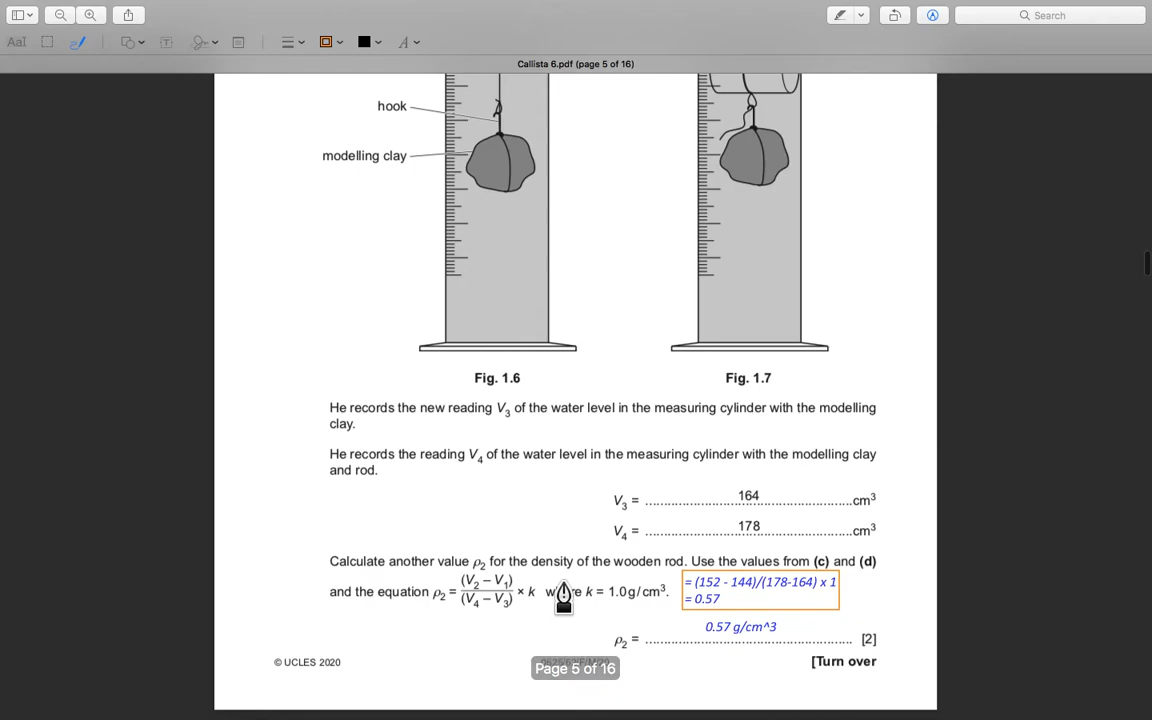 Search
AaI
A
Callista 6.pdf (page 5 of 16)
hook
modelling clay
Fig. 1.6
Fig. 1.7
He records the new reading V3 of the water level in the measuring cylinder with the modelling
clay.
He records the reading V4 of the water level in the measuring cylinder with the modelling clay
and rod.
V3 = ............164............cm3
V4 = ............178............cm3
Calculate another value ρ2 for the density of the wooden rod. Use the values from (c) and (d)
and the equation ρ2 = (V2 – V1)/(V4 – V3) × k where k = 1.0 g/cm3.
= (152 - 144)/(178-164) x 1
= 0.57
0.57 g/cm^3
ρ2 = ........................ [2]
© UCLES 2020
[Turn over
Page 5 of 16